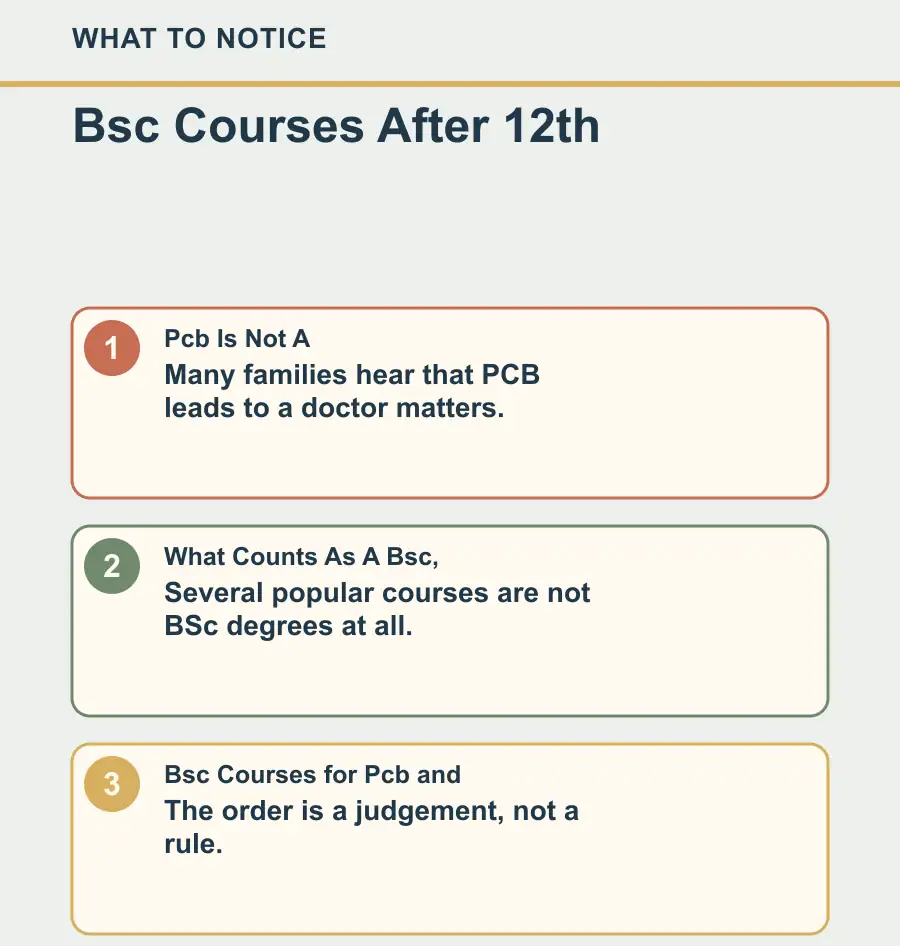 WHAT TO NOTICE
Bsc Courses After 12th
1
Pcb Is Not A
Many families hear that PCB
leads to a doctor matters.
2
What Counts As A Bsc,
Several popular courses are not
BSc degrees at all.
3
Bsc Courses for Pcb and
The order is a judgement, not a
rule.